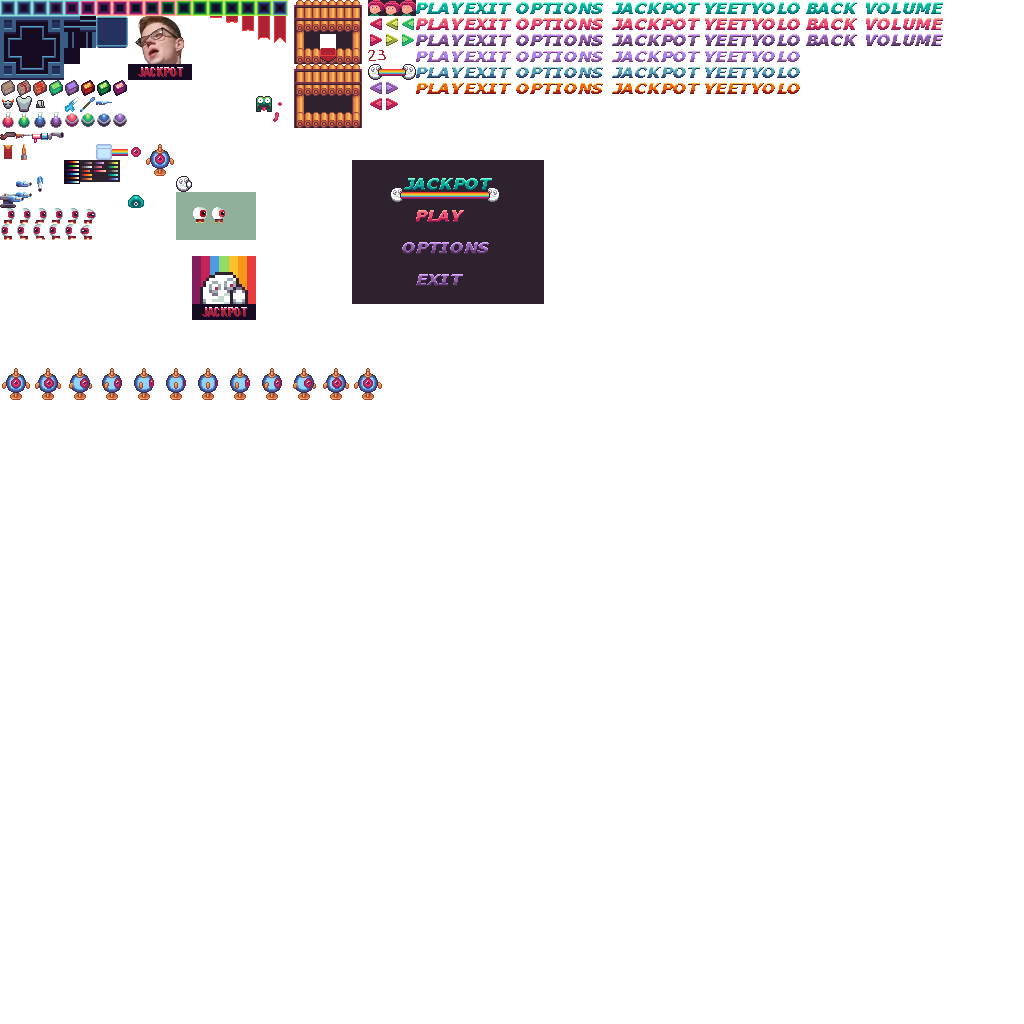 PLAYEXIT OPTIONS JACKPOT YEETYOLO BACK VOLUME
PLAYEXIT OPTIONS JACKPOT YEETYOLO BACK VOLUME
PLAYEXIT OPTIONS JACKPOT YEETYOLO BACK VOLUME
23
PLAYEXIT OPTIONS JACKPOT YEETYOLO
JACKPOT
PLAYEXIT OPTIONS JACKPOT YEETYOLO
PLAYEXIT OPTIONS JACKPOT YEETYOLO
JACKPOT
PLAY
OPTIONS
EXIT
JACKPOT